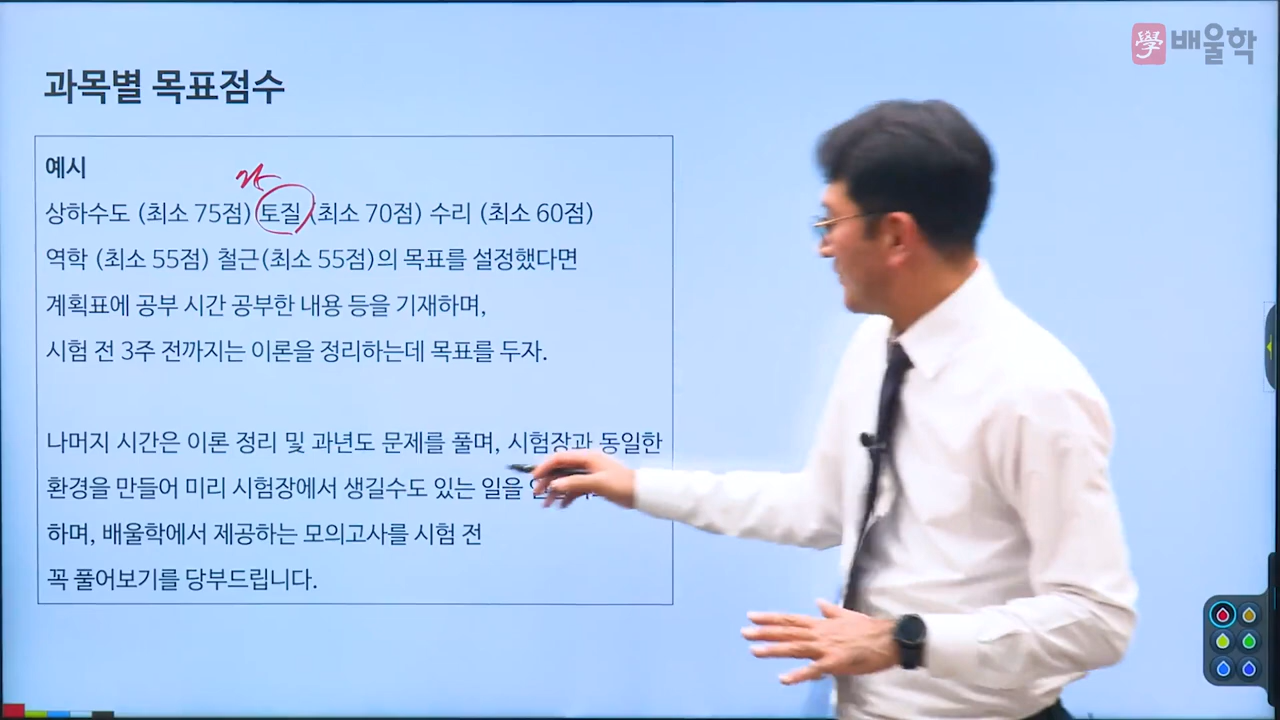 學 배울학
과목별 목표점수
예시
상하수도 (최소 75점) 토질 (최소 70점) 수리 (최소 60점)
역학 (최소 55점) 철근(최소 55점)의 목표를 설정했다면
계획표에 공부 시간 공부한 내용 등을 기재하며,
시험 전 3주 전까지는 이론을 정리하는데 목표를 두자.
나머지 시간은 이론 정리 및 과년도 문제를 풀며, 시험장과 동일한
환경을 만들어 미리 시험장에서 생길수도 있는 일을
하며, 배울학에서 제공하는 모의고사를 시험 전
꼭 풀어보기를 당부드립니다.